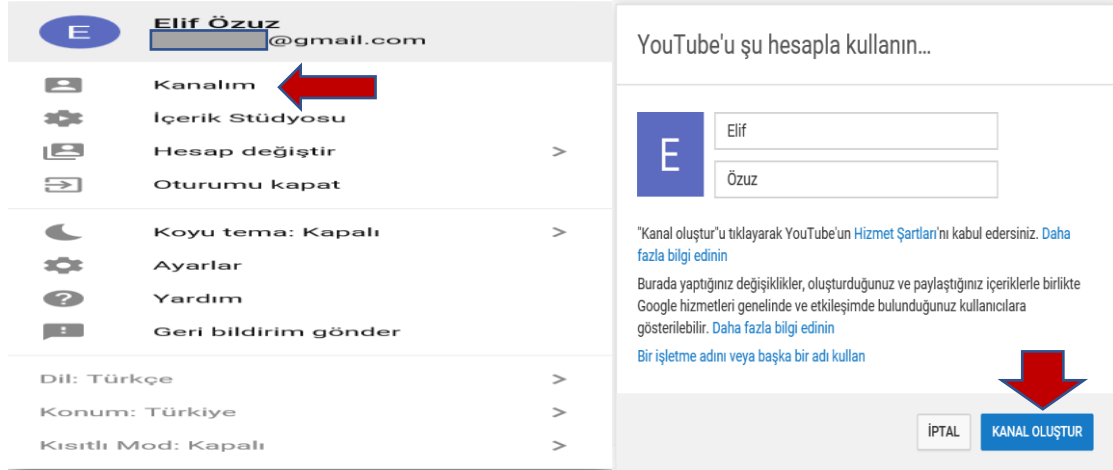 E
Elif Özuz
@gmail.com
Kanalım
İçerik Stüdyosu
Hesap değiştir >
Oturumu kapat
Koyu tema: Kapalı >
Ayarlar
Yardım
Geri bildirim gönder
Dil: Türkçe >
Konum: Türkiye >
Kısıtlı Mod: Kapalı >
YouTube'u şu hesapla kullanın...
E
Elif
Özuz
"Kanal oluştur"u tıklayarak YouTube'un Hizmet Şartları'nı kabul edersiniz. Daha
fazla bilgi edinin
Burada yaptığınız değişiklikler, oluşturduğunuz ve paylaştığınız içeriklerle birlikte
Google hizmetleri genelinde ve etkileşimde bulunduğunuz kullanıcılara
gösterilebilir. Daha fazla bilgi edinin
Bir işletme adını veya başka bir adı kullan
İPTAL
KANAL OLUŞTUR